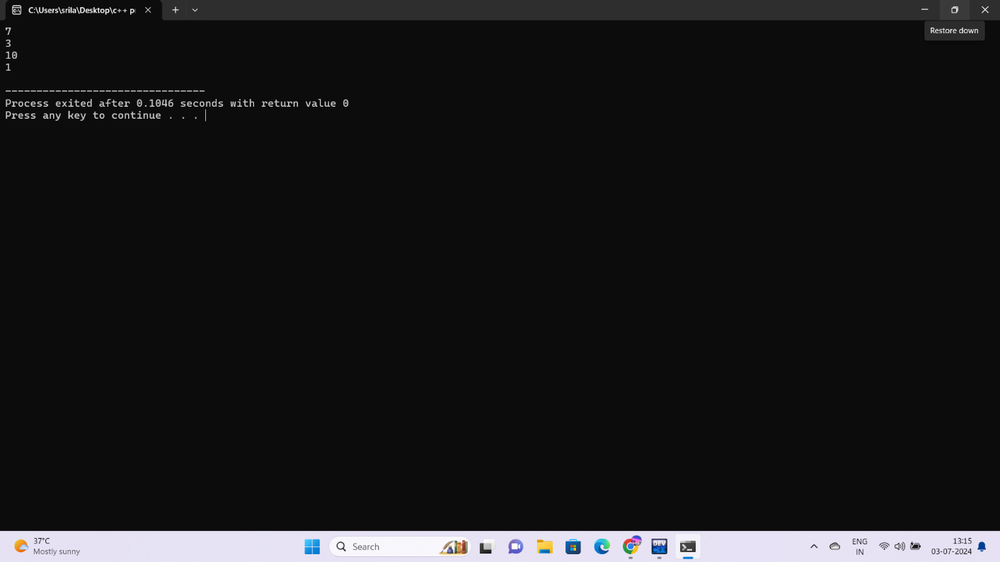 C:\Users\srila\Desktop\c++ p
Restore down
7
3
10
1
--------------------------------
Process exited after 0.1046 seconds with return value 0
Press any key to continue . . .
37°C
Mostly sunny
Search
DEV
ENG
IN
13:15
03-07-2024